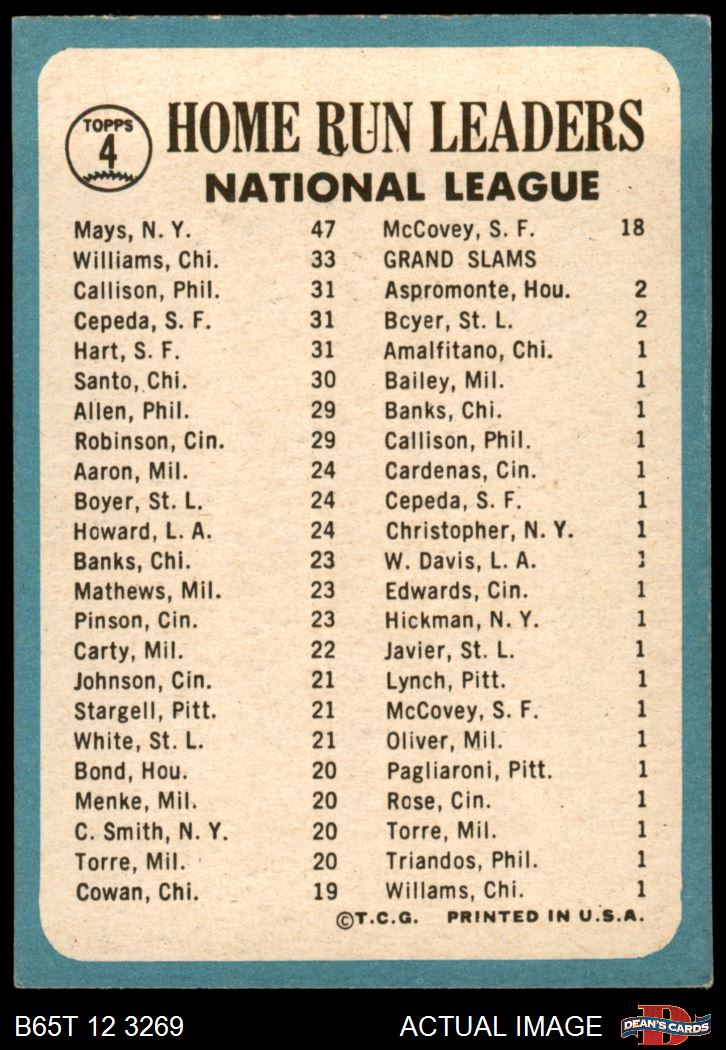 TOPPS
4
HOME RUN LEADERS
NATIONAL LEAGUE
Mays, N. Y. 47
Williams, Chi. 33
Callison, Phil. 31
Cepeda, S. F. 31
Hart, S. F. 31
Santo, Chi. 30
Allen, Phil. 29
Robinson, Cin. 29
Aaron, Mil. 24
Boyer, St. L. 24
Howard, L. A. 24
Banks, Chi. 23
Mathews, Mil. 23
Pinson, Cin. 23
Carty, Mil. 22
Johnson, Cin. 21
Stargell, Pitt. 21
White, St. L. 21
Bond, Hou. 20
Menke, Mil. 20
C. Smith, N. Y. 20
Torre, Mil. 20
Cowan, Chi. 19
McCovey, S. F. 18
GRAND SLAMS
Aspromonte, Hou. 2
Bcyer, St. L. 2
Amalfitano, Chi. 1
Bailey, Mil. 1
Banks, Chi. 1
Callison, Phil. 1
Cardenas, Cin. 1
Cepeda, S. F. 1
Christopher, N. Y. 1
W. Davis, L. A. 1
Edwards, Cin. 1
Hickman, N. Y. 1
Javier, St. L. 1
Lynch, Pitt. 1
McCovey, S. F. 1
Oliver, Mil. 1
Pagliaroni, Pitt. 1
Rose, Cin. 1
Torre, Mil. 1
Triandos, Phil. 1
Willams, Chi. 1
©T.C.G. PRINTED IN U.S.A.
B65T 12 3269
ACTUAL IMAGE
D
DEAN'S CARDS